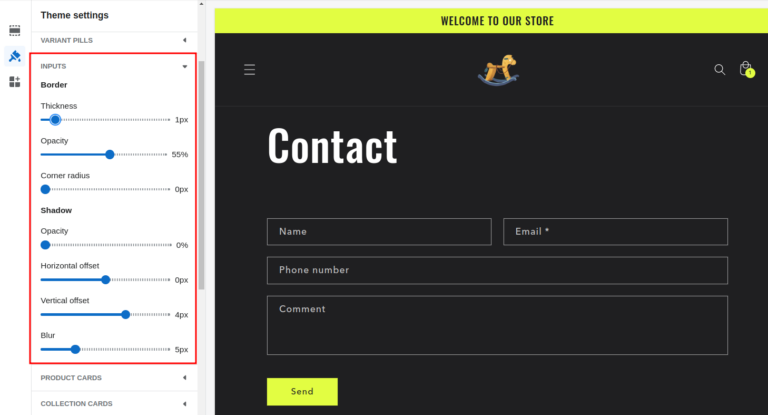 Theme settings
VARIANT PILLS
INPUTS
Border
Thickness
1px
Opacity
55%
Corner radius
0px
Shadow
Opacity
0%
Horizontal offset
0px
Vertical offset
4px
Blur
5px
PRODUCT CARDS
COLLECTION CARDS
WELCOME TO OUR STORE
1
Contact
Name
Email *
Phone number
Comment
Send